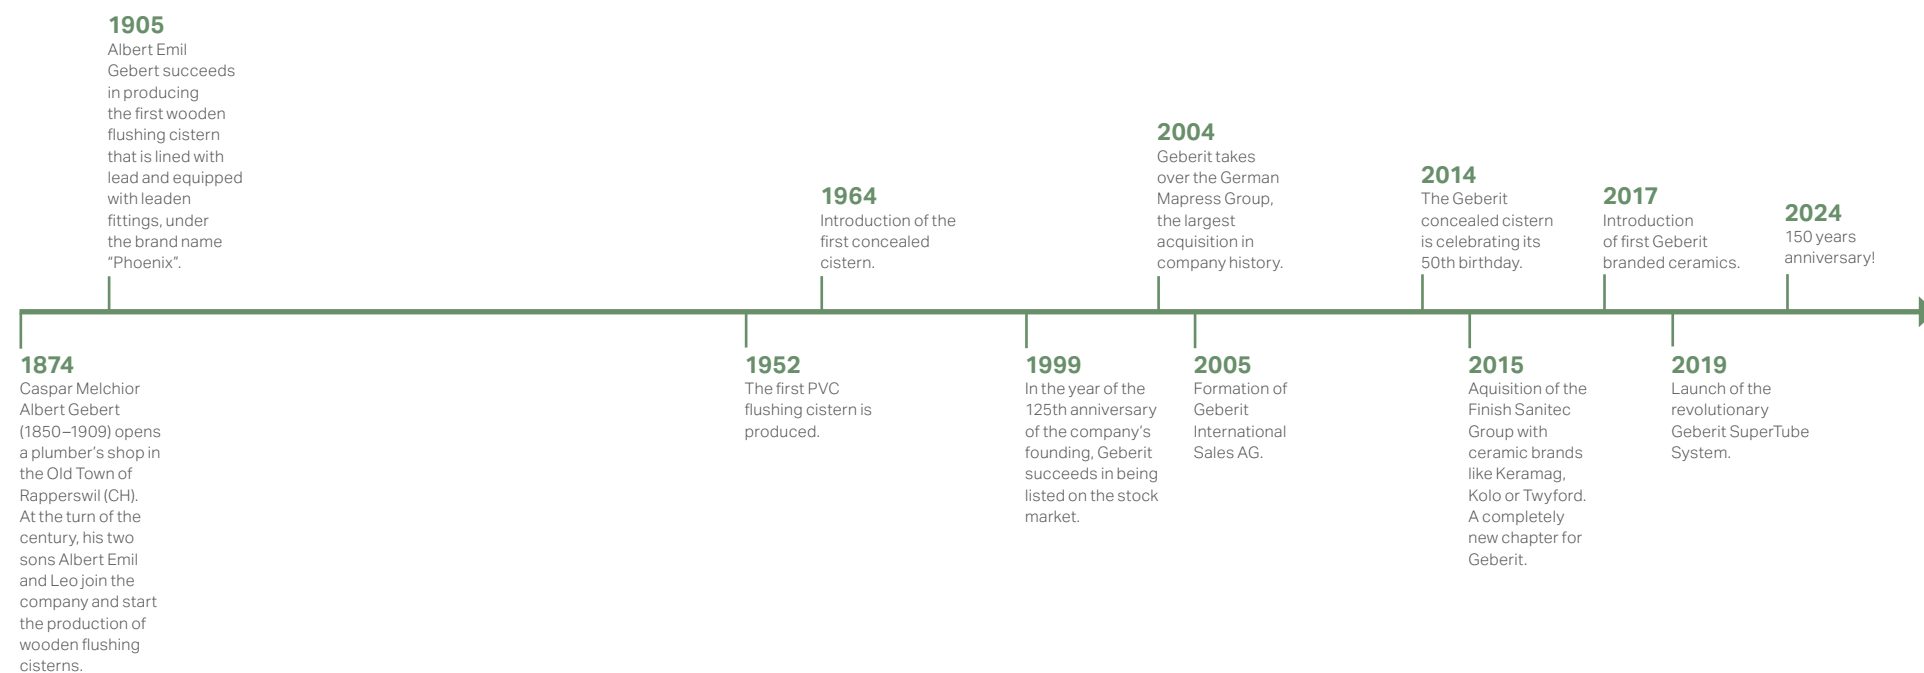 1905
Albert Emil
Gebert succeeds
in producing
the first wooden
flushing cistern
that is lined with
lead and equipped
with leaden
fittings, under
the brand name
“Phoenix”.
1964
Introduction of the
first concealed
cistern.
2004
Geberit takes
over the German
Mapress Group,
the largest
acquisition in
company history.
2014
The Geberit
concealed cistern
is celebrating its
50th birthday.
2017
Introduction
of first Geberit
branded ceramics.
2024
150 years
anniversary!
1874
Caspar Melchior
Albert Gebert
(1850–1909) opens
a plumber’s shop in
the Old Town of
Rapperswil (CH).
At the turn of the
century, his two
sons Albert Emil
and Leo join the
company and start
the production of
wooden flushing
cisterns.
1952
The first PVC
flushing cistern is
produced.
1999
In the year of the
125th anniversary
of the company’s
founding, Geberit
succeeds in being
listed on the stock
market.
2005
Formation of
Geberit
International
Sales AG.
2015
Aquisition of the
Finish Sanitec
Group with
ceramic brands
like Keramag,
Kolo or Twyford.
A completely
new chapter for
Geberit.
2019
Launch of the
revolutionary
Geberit SuperTube
System.